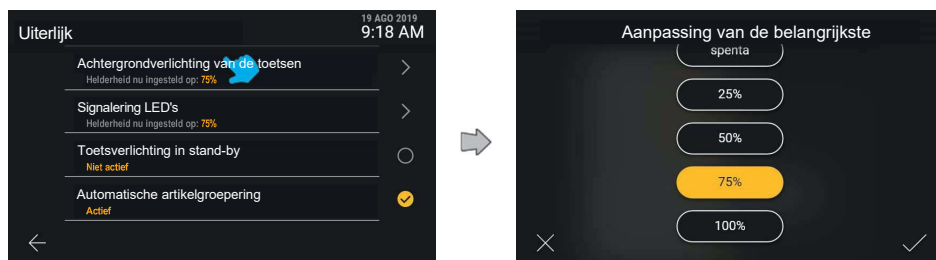 19 AGO 2019
Uiterlijk
9:18 AM
Achtergrondverlichting van de toetsen
Helderheid nu ingesteld op: 75%
Signalering LED's
Helderheid nu ingesteld op: 75%
Toetsverlichting in stand-by
Niet actief
Automatische artikelgroepering
Actief
Aanpassing van de belangrijkste
spenta
25%
50%
75%
100%